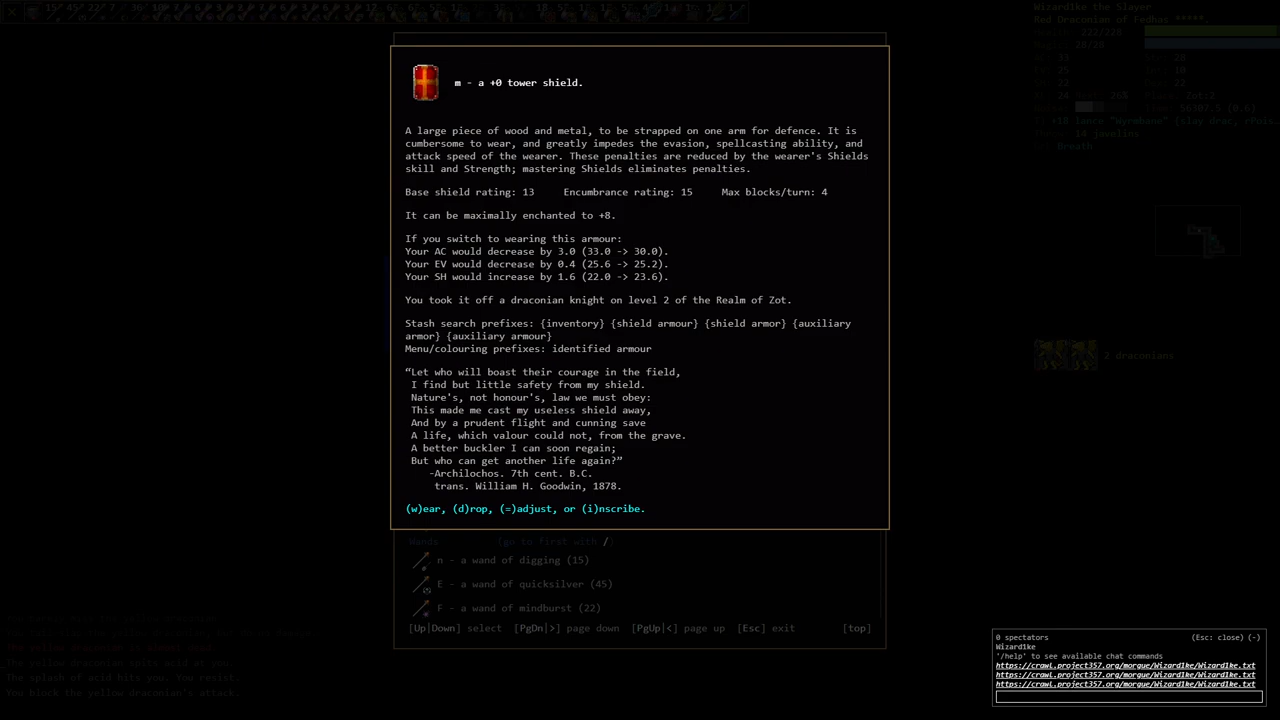 Wizard1ke the Slayer
Red Draconian of Fedhas *****.
m - a +0 tower shield.
A large piece of wood and metal, to be strapped on one arm for defence. It is
cumbersome to wear, and greatly impedes the evasion, spellcasting ability, and
attack speed of the wearer. These penalties are reduced by the wearer's Shields
skill and Strength; mastering Shields eliminates penalties.
Base shield rating: 13     Encumbrance rating: 15     Max blocks/turn: 4
It can be maximally enchanted to +8.
If you switch to wearing this armour:
Your AC would decrease by 3.0 (33.0 -> 30.0).
Your EV would decrease by 0.4 (25.6 -> 25.2).
Your SH would increase by 1.6 (22.0 -> 23.6).
You took it off a draconian knight on level 2 of the Realm of Zot.
Stash search prefixes: {inventory} {shield armour} {shield armor} {auxiliary
armor} {auxiliary armour}
Menu/colouring prefixes: identified armour
“Let who will boast their courage in the field,
I find but little safety from my shield.
Nature's, not honour's, law we must obey:
This made me cast my useless shield away,
And by a prudent flight and cunning save
A life, which valour could not, from the grave.
A better buckler I can soon regain;
But who can get another life again?”
-Archilochos. 7th cent. B.C.
trans. William H. Goodwin, 1878.
(w)ear, (d)rop, (=)adjust, or (i)nscribe.
Wands (go to first with /)
n - a wand of digging (15)
E - a wand of quicksilver (45)
F - a wand of mindburst (22)
[Up|Down] select [PgDn|>] page down [PgUp|<] page up [Esc] exit [top]
14 javelins
Breath
2 draconians
The yellow draconian spits acid at you.
The splash of acid hits you. You resist.
You block the yellow draconian's attack.
0 spectators (Esc: close) (-)
Wizard1ke
'/help' to see available chat commands
https://crawl.project357.org/morgue/Wizard1ke/Wizard1ke.txt
https://crawl.project357.org/morgue/Wizard1ke/Wizard1ke.txt
https://crawl.project357.org/morgue/Wizard1ke/Wizard1ke.txt